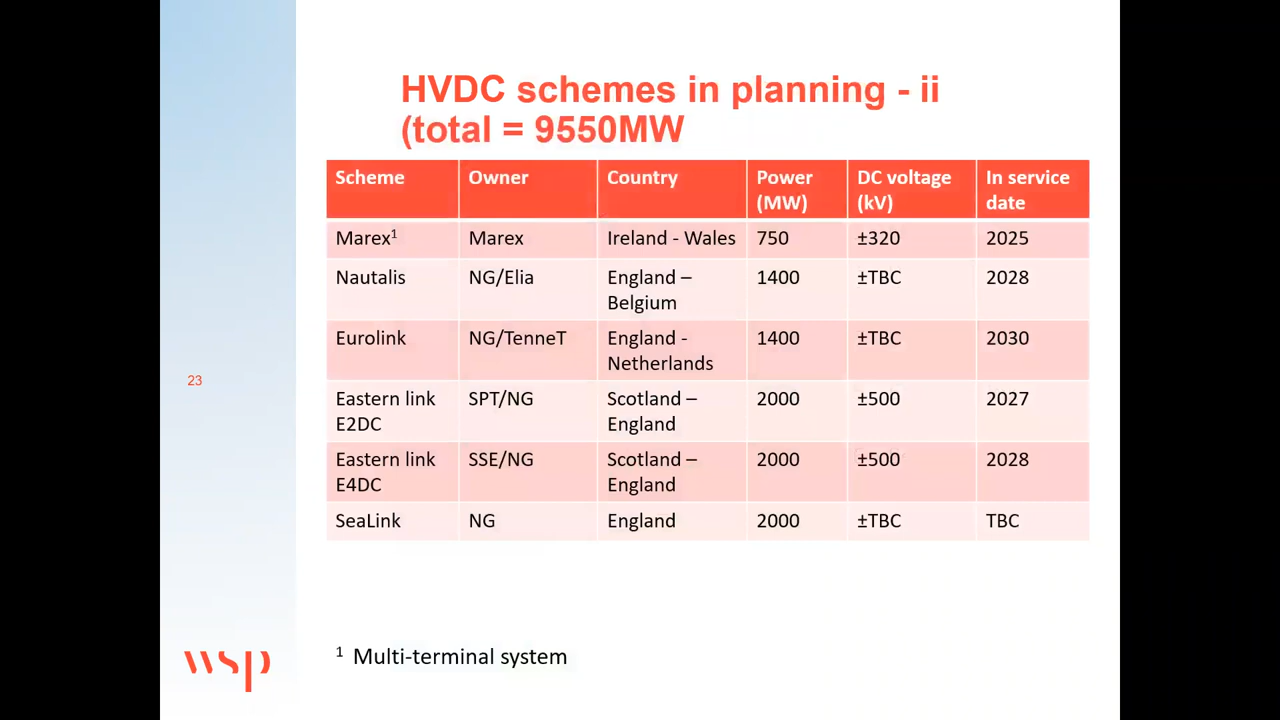 HVDC schemes in planning - ii
(total = 9550MW
Scheme Owner Country Power (MW) DC voltage (kV) In service date
Marex¹ Marex Ireland - Wales 750 ±320 2025
Nautalis NG/Elia England – Belgium 1400 ±TBC 2028
Eurolink NG/TenneT England - Netherlands 1400 ±TBC 2030
Eastern link E2DC SPT/NG Scotland – England 2000 ±500 2027
Eastern link E4DC SSE/NG Scotland – England 2000 ±500 2028
SeaLink NG England 2000 ±TBC TBC
23
¹ Multi-terminal system
wsp